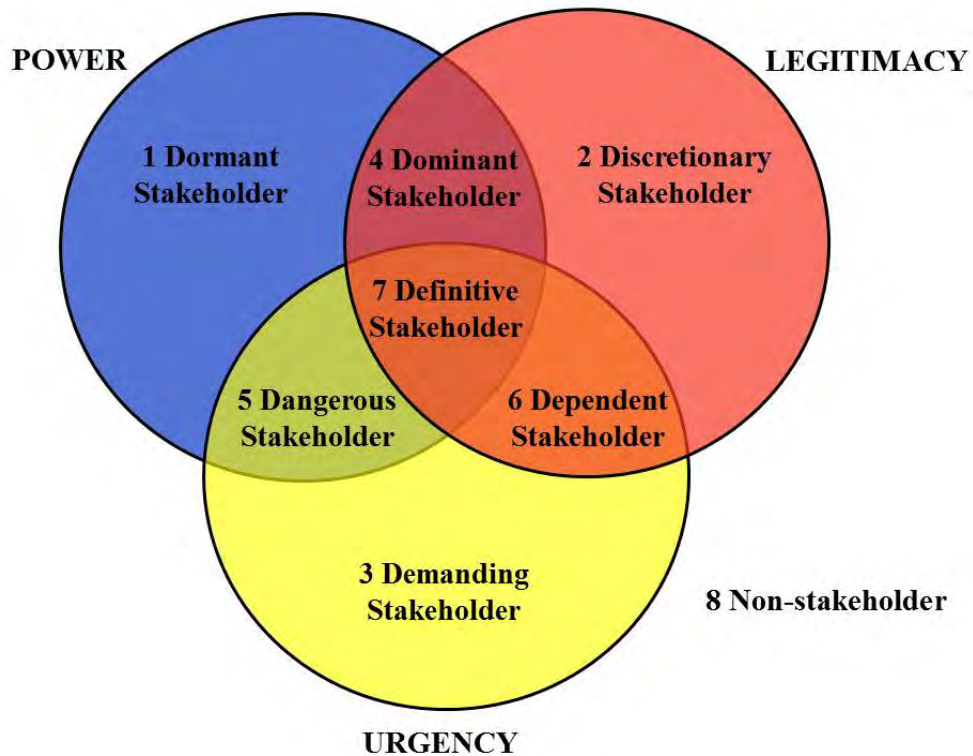 POWER
LEGITIMACY
1 Dormant
Stakeholder
4 Dominant
Stakeholder
2 Discretionary
Stakeholder
7 Definitive
Stakeholder
5 Dangerous
Stakeholder
6 Dependent
Stakeholder
3 Demanding
Stakeholder
8 Non-stakeholder
URGENCY